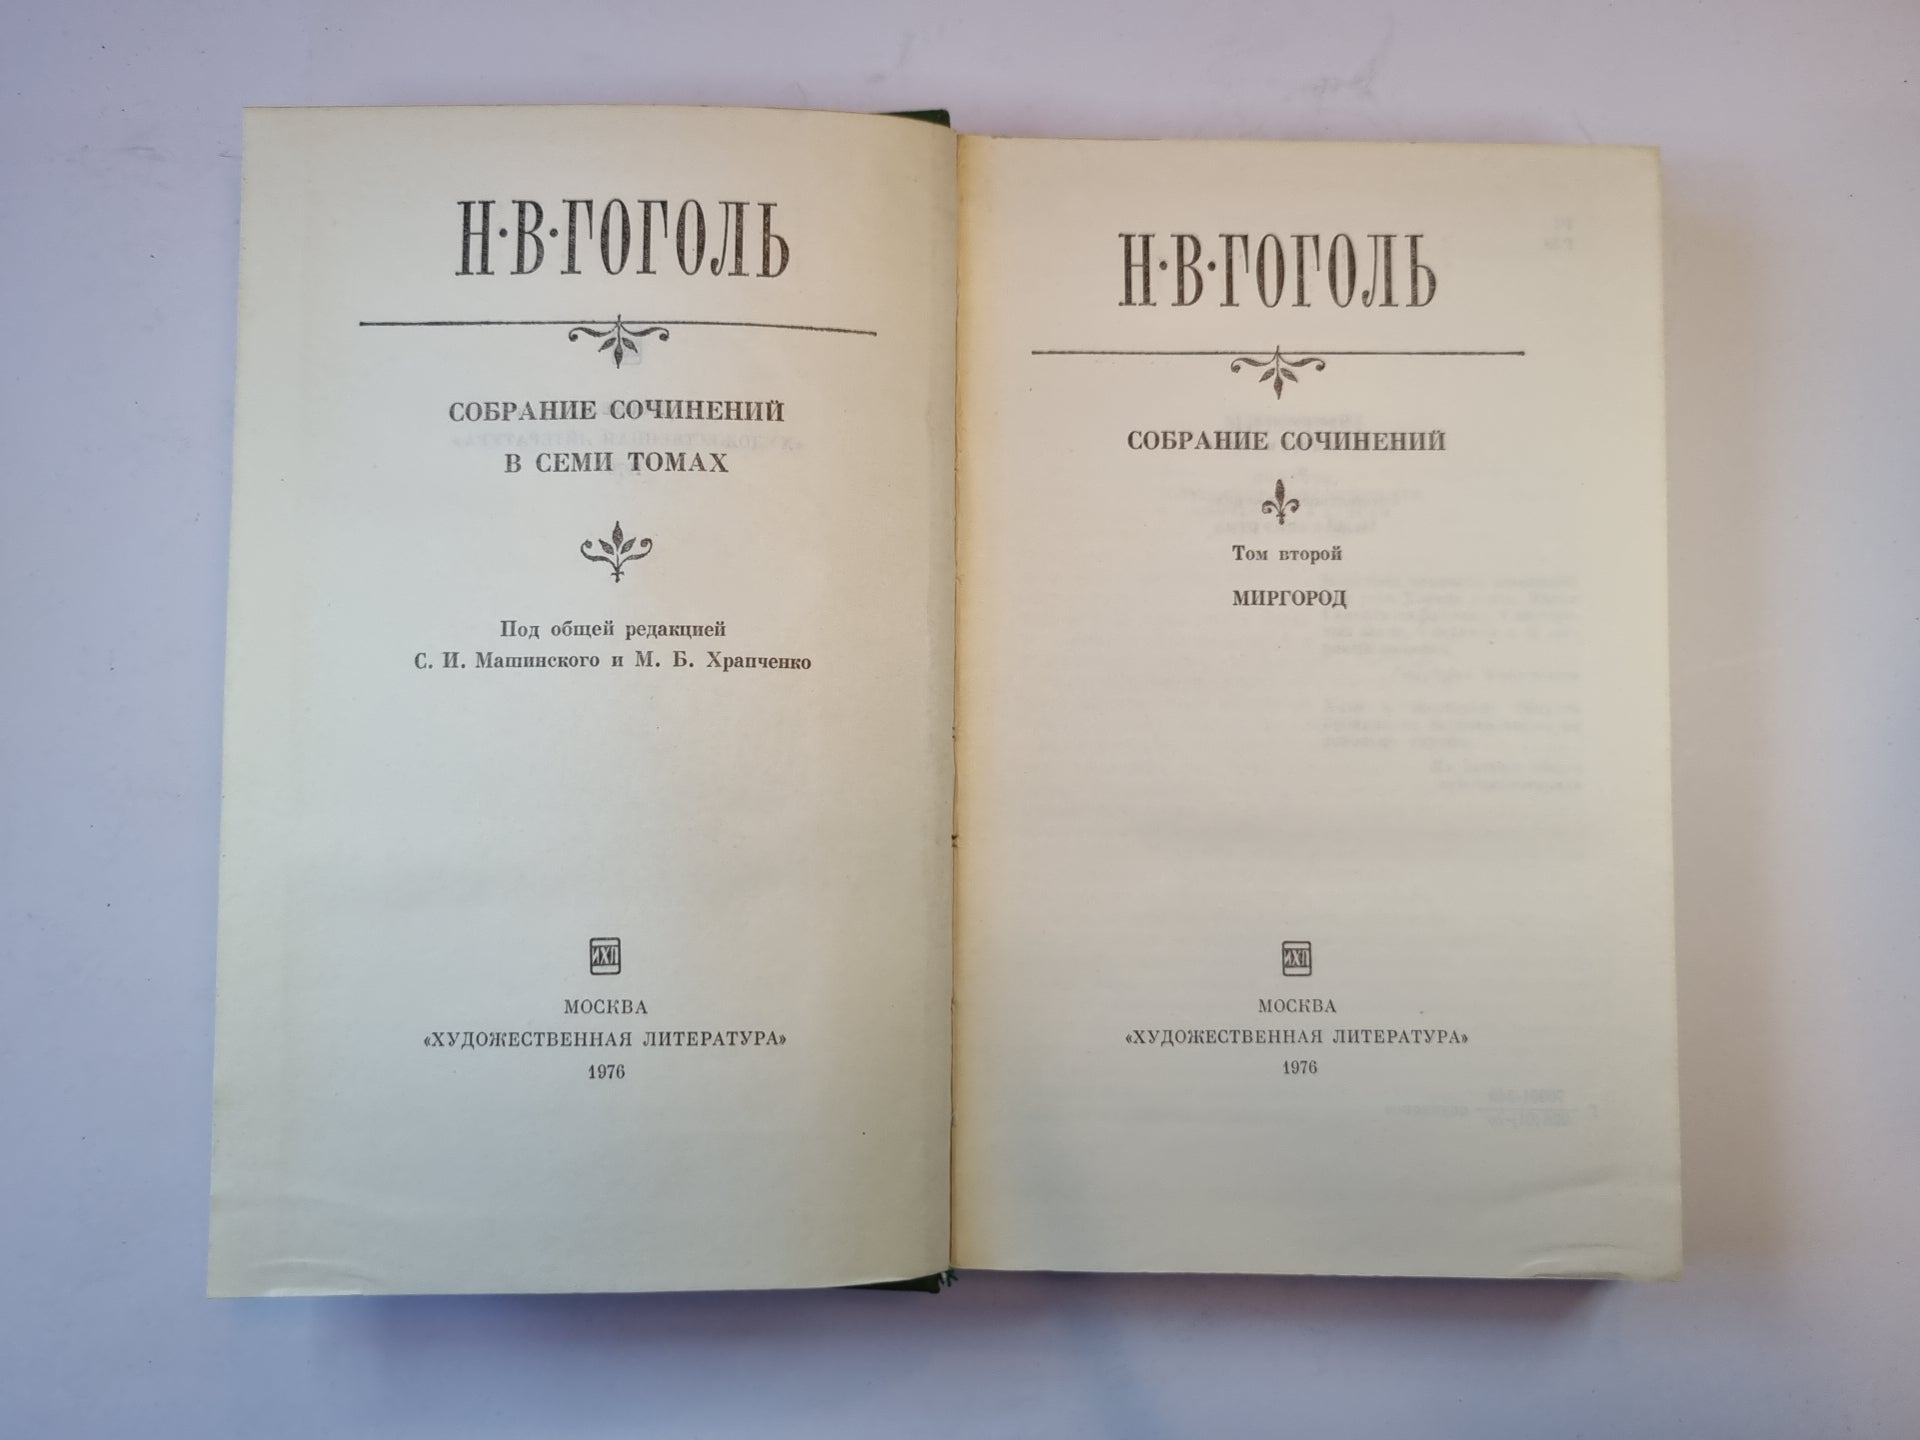 Н·В·ГОГОЛЬ
СОБРАНИЕ СОЧИНЕНИЙ
В СЕМИ ТОМАХ
Под общей редакцией
С. И. Машинского и М. Б. Храпченко
ИХЛ
МОСКВА
«ХУДОЖЕСТВЕННАЯ ЛИТЕРАТУРА»
1976
Н·В·ГОГОЛЬ
СОБРАНИЕ СОЧИНЕНИЙ
Том второй
МИРГОРОД
ИХЛ
МОСКВА
«ХУДОЖЕСТВЕННАЯ ЛИТЕРАТУРА»
1976